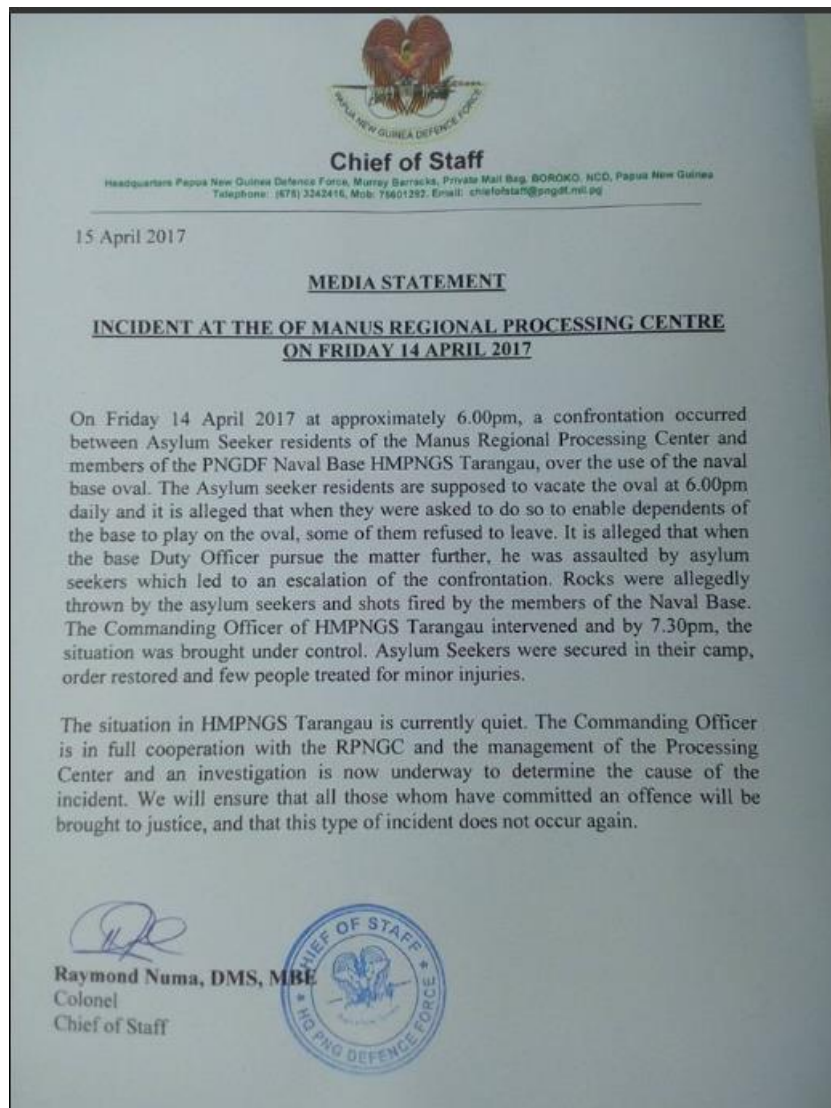 PAPUA NEW GUINEA DEFENCE FORCE
Chief of Staff
Headquarters Papua New Guinea Defence Force, Murray Barracks, Private Mail Bag, BOROKO, NCD, Papua New Guinea
Telephone: (675) 3242416, Mob: 75601292. Email: chiefofstaff@pngdf.mil.pg
15 April 2017
MEDIA STATEMENT
INCIDENT AT THE OF MANUS REGIONAL PROCESSING CENTRE
ON FRIDAY 14 APRIL 2017
On Friday 14 April 2017 at approximately 6.00pm, a confrontation occurred
between Asylum Seeker residents of the Manus Regional Processing Center and
members of the PNGDF Naval Base HMPNGS Tarangau, over the use of the naval
base oval. The Asylum seeker residents are supposed to vacate the oval at 6.00pm
daily and it is alleged that when they were asked to do so to enable dependents of
the base to play on the oval, some of them refused to leave. It is alleged that when
the base Duty Officer pursue the matter further, he was assaulted by asylum
seekers which led to an escalation of the confrontation. Rocks were allegedly
thrown by the asylum seekers and shots fired by the members of the Naval Base.
The Commanding Officer of HMPNGS Tarangau intervened and by 7.30pm, the
situation was brought under control. Asylum Seekers were secured in their camp,
order restored and few people treated for minor injuries.
The situation in HMPNGS Tarangau is currently quiet. The Commanding Officer
is in full cooperation with the RPNGC and the management of the Processing
Center and an investigation is now underway to determine the cause of the
incident. We will ensure that all those whom have committed an offence will be
brought to justice, and that this type of incident does not occur again.
Raymond Numa, DMS, MBE
Colonel
Chief of Staff
CHIEF OF STAFF
HQ PNG DEFENCE FORCE